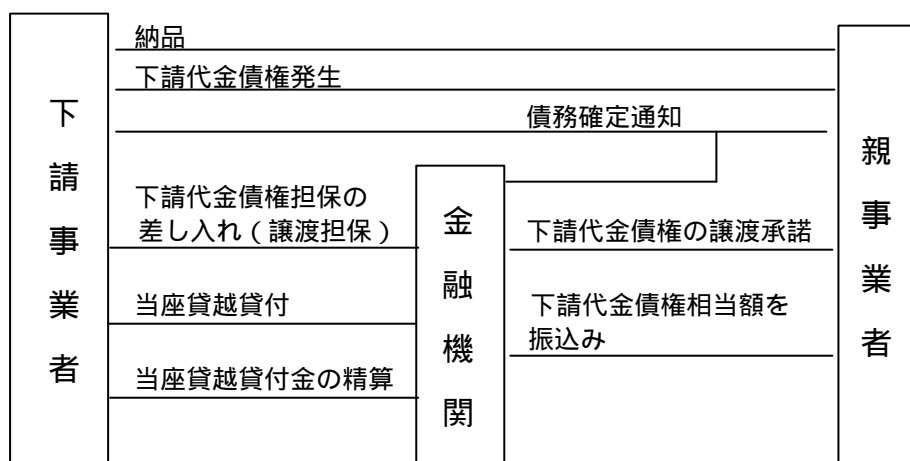 納品
下請代金債権発生
債務確定通知
下請事業者
親事業者
金融機関
下請代金債権担保の
差し入れ(譲渡担保)
下請代金債権の譲渡承諾
当座貸越貸付
下請代金債権相当額を
振込み
当座貸越貸付金の精算